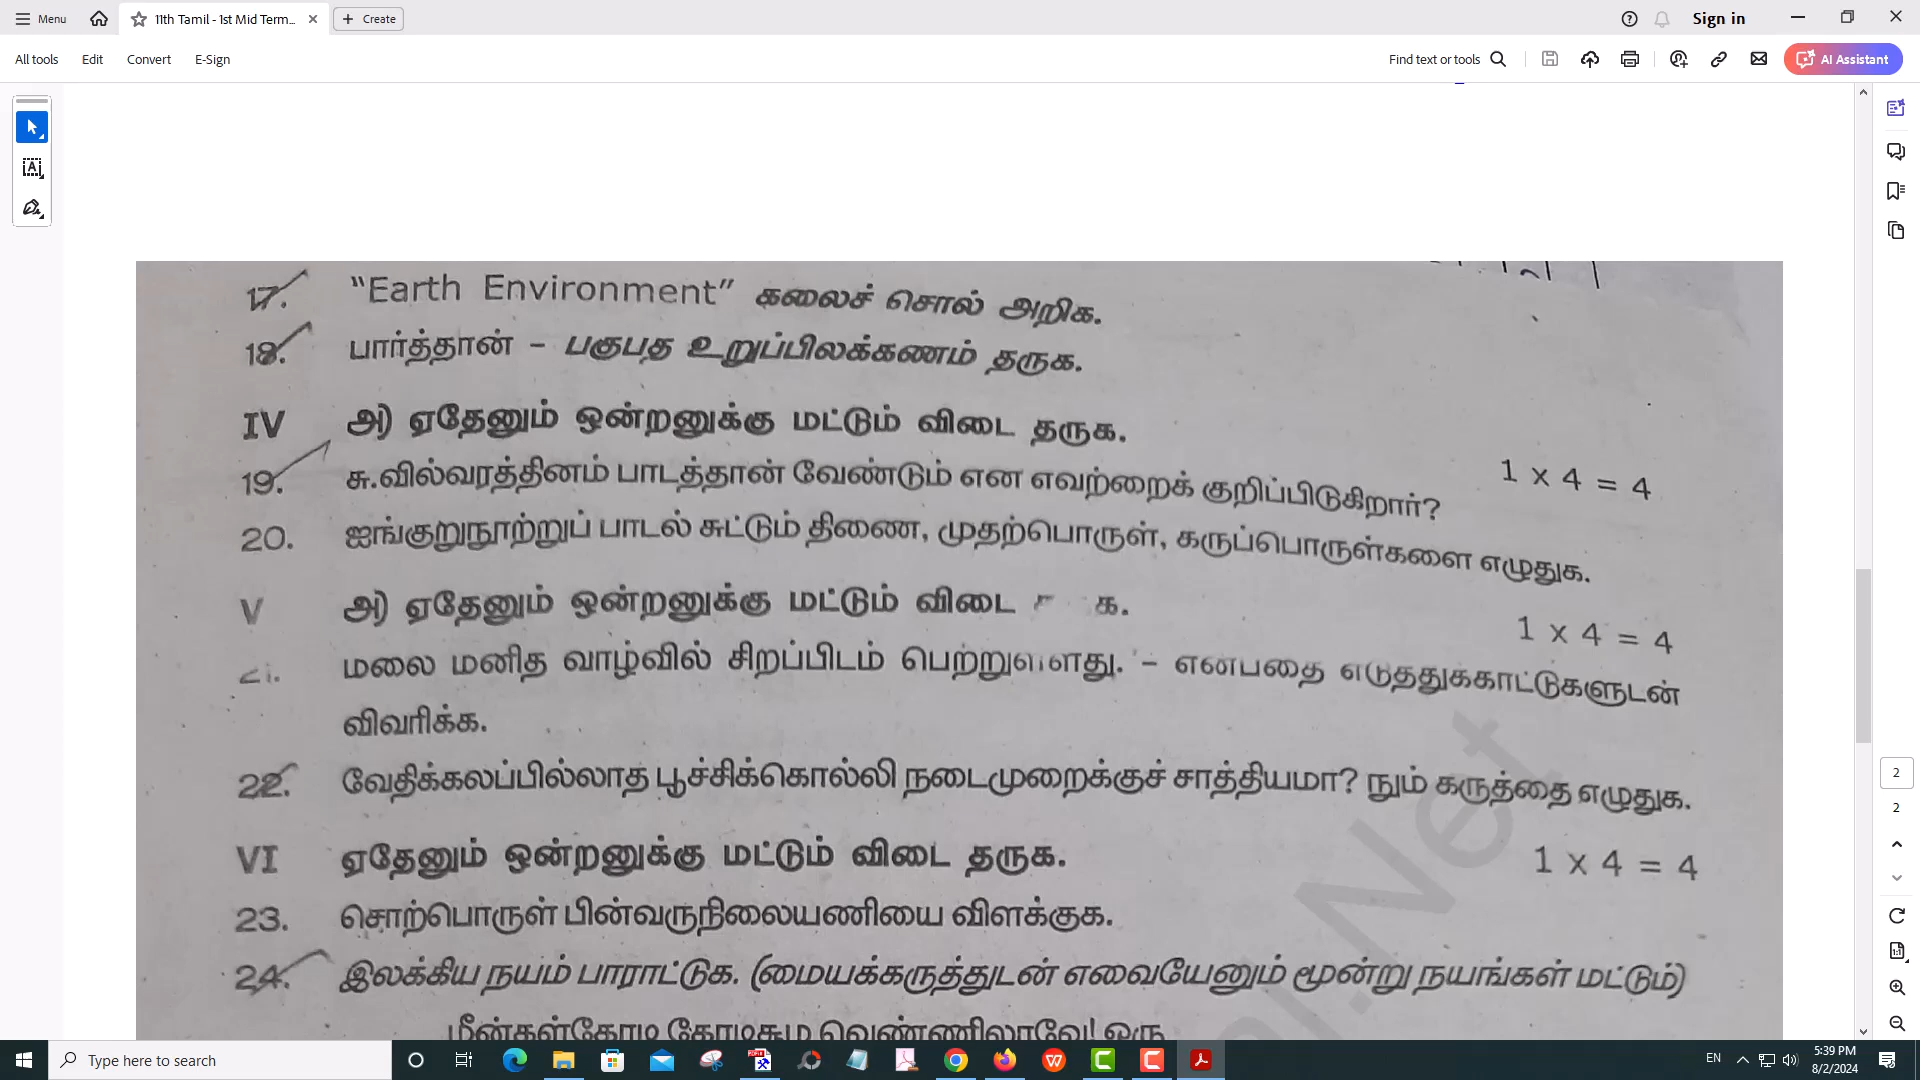 Menu
11th Tamil - 1st Mid Term...
Create
Sign in
All tools
Edit
Convert
E-Sign
Find text or tools
AI Assistant
17. "Earth Environment" கலைச் சொல் அறிக.
18. பார்த்தான் - பகுபத உறுப்பிலக்கணம் தருக.
IV அ) ஏதேனும் ஒன்றனுக்கு மட்டும் விடை தருக.
1 x 4 = 4
19. சு.வில்வரத்தினம் பாடத்தான் வேண்டும் என எவற்றைக் குறிப்பிடுகிறார்?
20. ஐங்குறுநூற்றுப் பாடல் சுட்டும் திணை, முதற்பொருள், கருப்பொருள்களை எழுதுக.
V அ) ஏதேனும் ஒன்றனுக்கு மட்டும் விடை
1 x 4 = 4
21. மலை மனித வாழ்வில் சிறப்பிடம் பெற்றுள்ளது. - என்பதை எடுத்துக்காட்டுகளுடன்
விவரிக்க.
22. வேதிக்கலப்பில்லாத பூச்சிக்கொல்லி நடைமுறைக்குச் சாத்தியமா? நும் கருத்தை எழுதுக.
VI ஏதேனும் ஒன்றனுக்கு மட்டும் விடை தருக.
1 x 4 = 4
23. சொற்பொருள் பின்வருநிலையணியை விளக்குக.
24. இலக்கிய நயம் பாராட்டுக. (மையக்கருத்துடன் எவையேனும் மூன்று நயங்கள் மட்டும்)
மீன்கள்கோடி கோடிசூழ வெண்ணிலாவே! ஒரு
2
2
Type here to search
EN
5:39 PM
8/2/2024